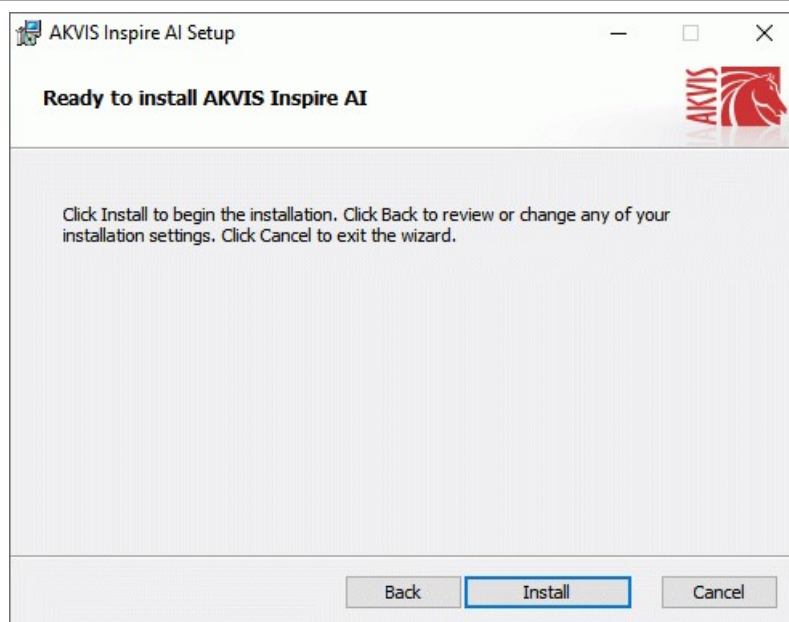 AKVIS Inspire AI Setup
Ready to install AKVIS Inspire AI
AKVIS
Click Install to begin the installation. Click Back to review or change any of your
installation settings. Click Cancel to exit the wizard.
Back
Install
Cancel